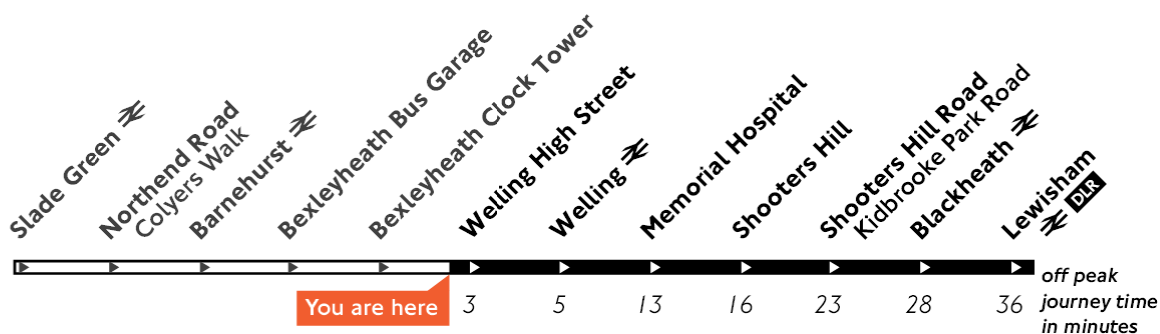 Slade Green
Northend Road
Colyers Walk
Barnehurst
Bexleyheath Bus Garage
Bexleyheath Clock Tower
Welling High Street
Welling
Memorial Hospital
Shooters Hill
Shooters Hill Road
Kidbrooke Park Road
Blackheath
Lewisham
DLR
You are here
3 5 13 16 23 28 36
off peak
journey time
in minutes